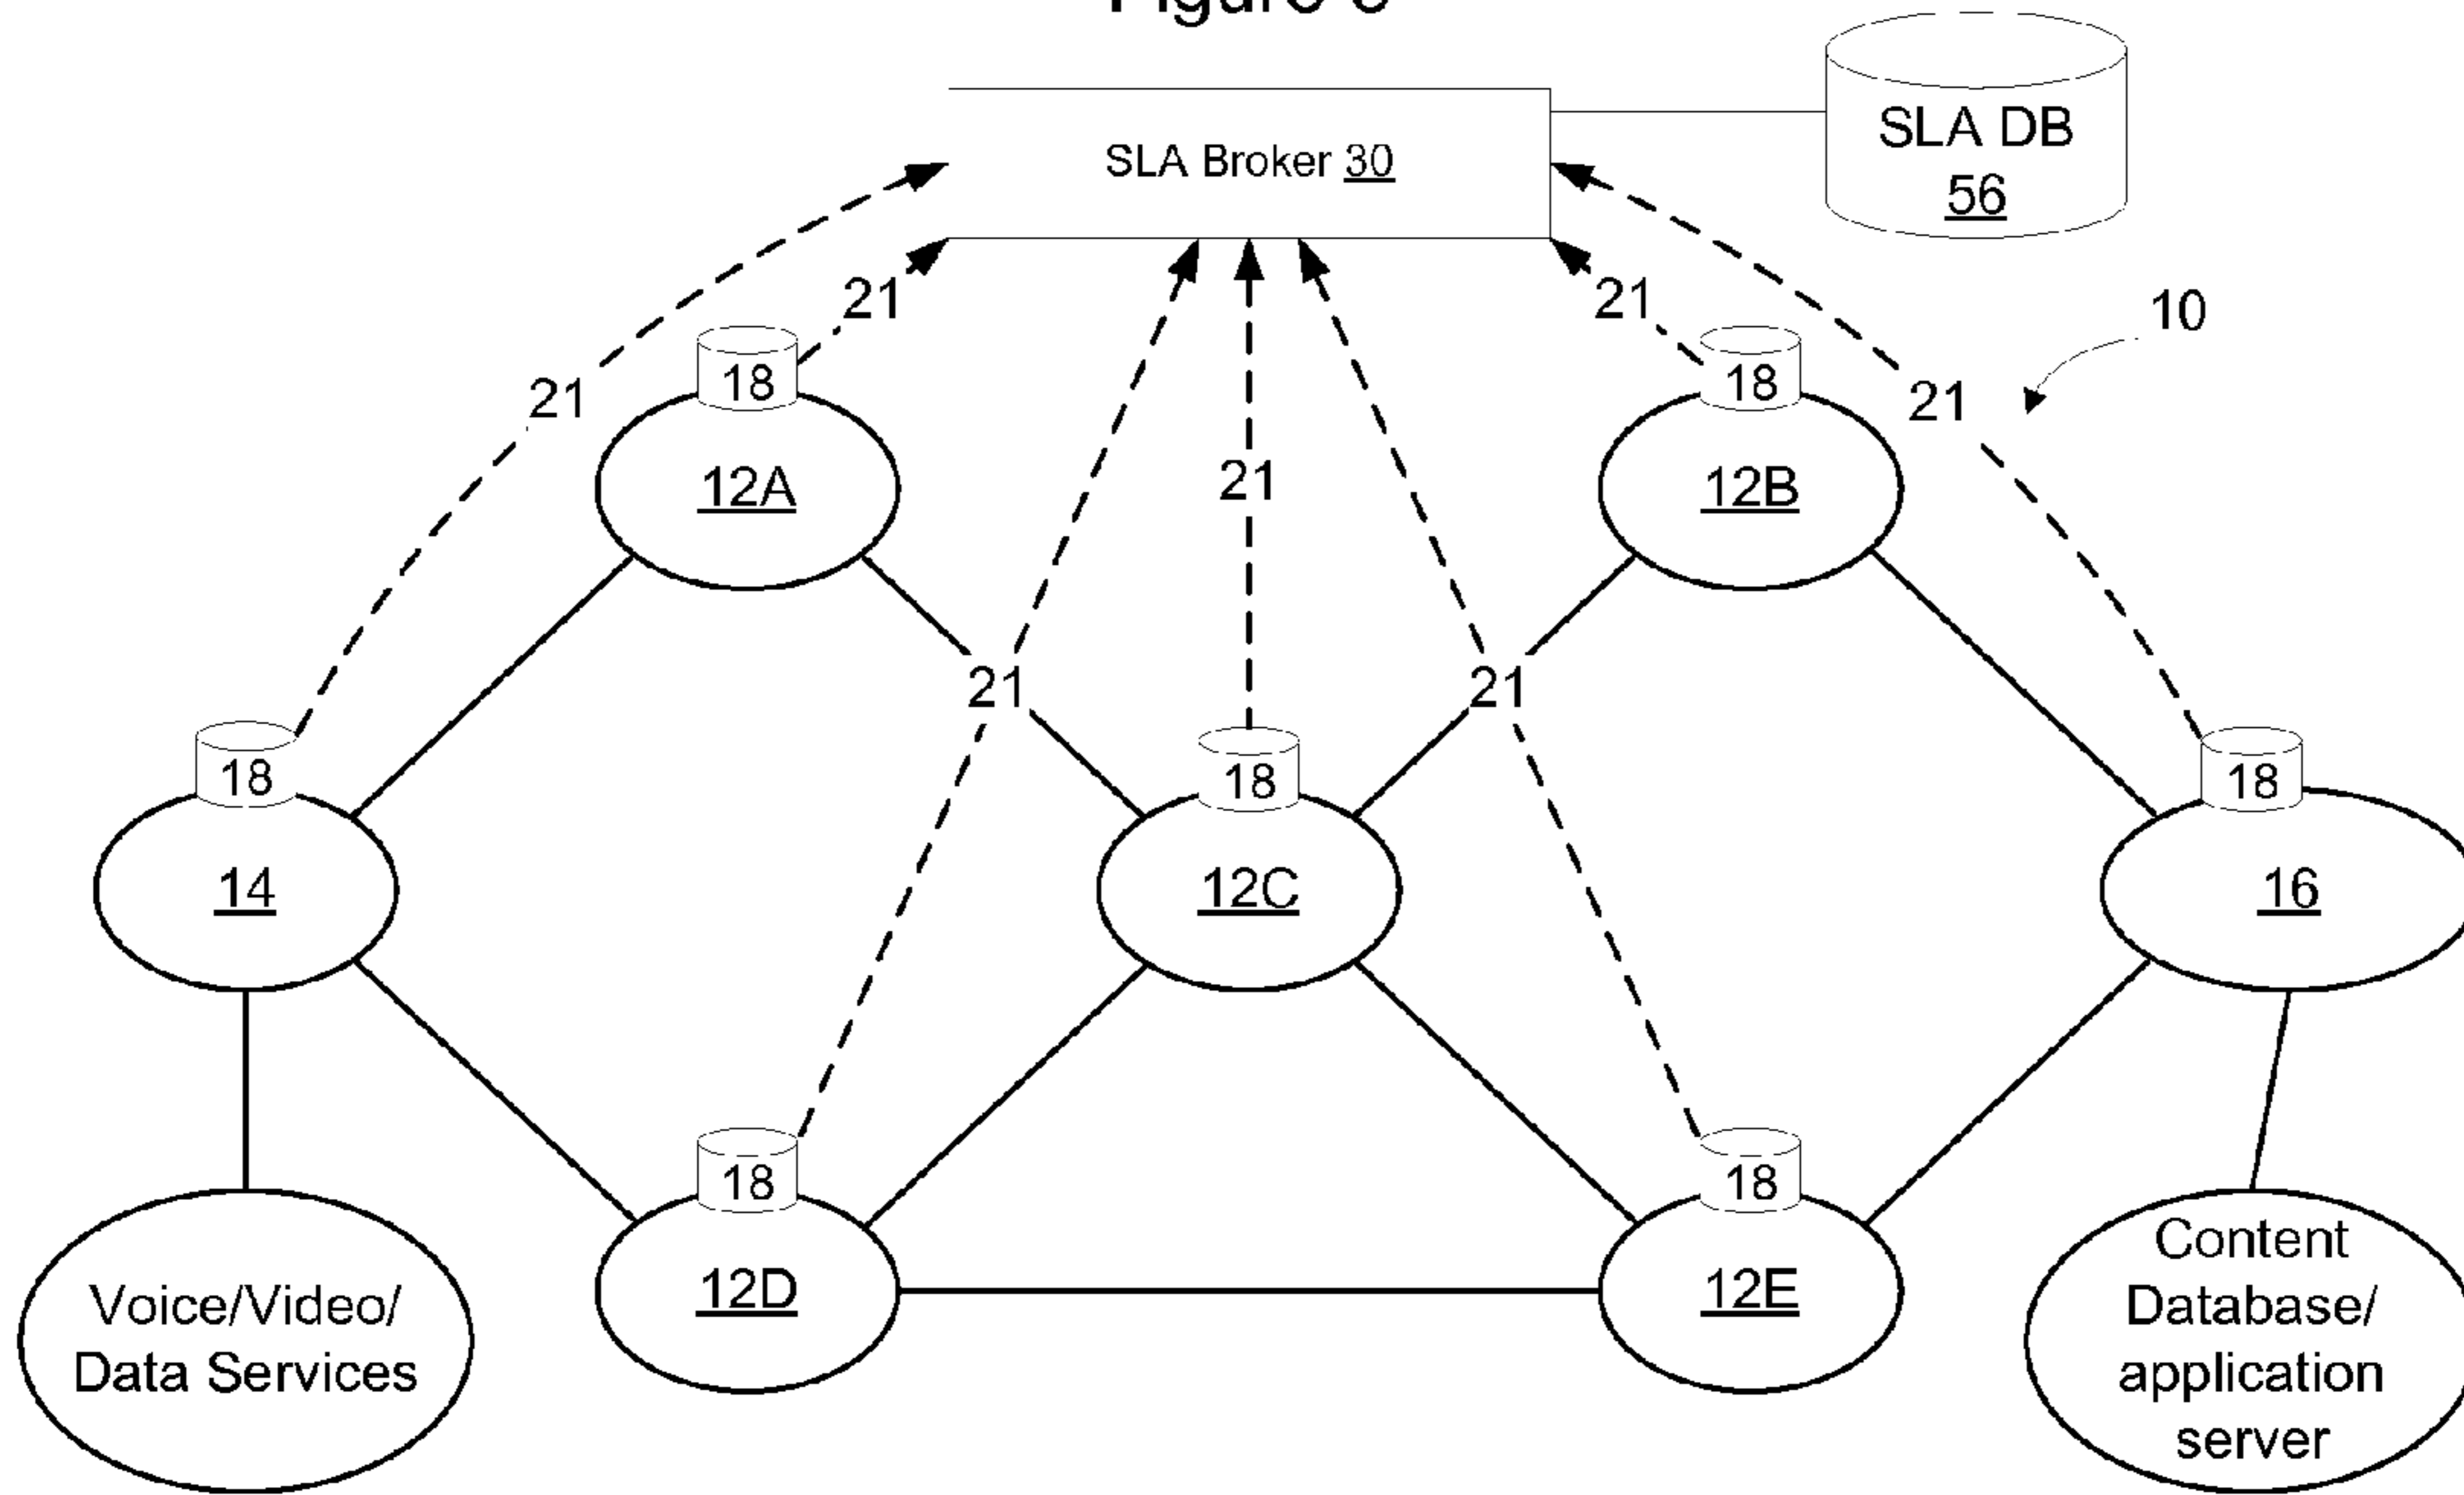 SLA DB
56
SLA Broker 30
21
21
10
21
21
18
18
21
12A
21
12B
21
21
18
18
18
14
12C
16
18
18
12D
12E
Voice/Video/
Data Services
Content
Database/
application
server